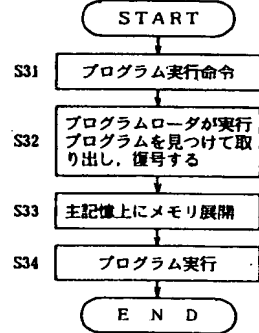 START
S31 プログラム実行命令
S32 プログラムローダが実行
プログラムを見つけて取
り出し，復号する
S33 主記憶上にメモリ展開
S34 プログラム実行
END